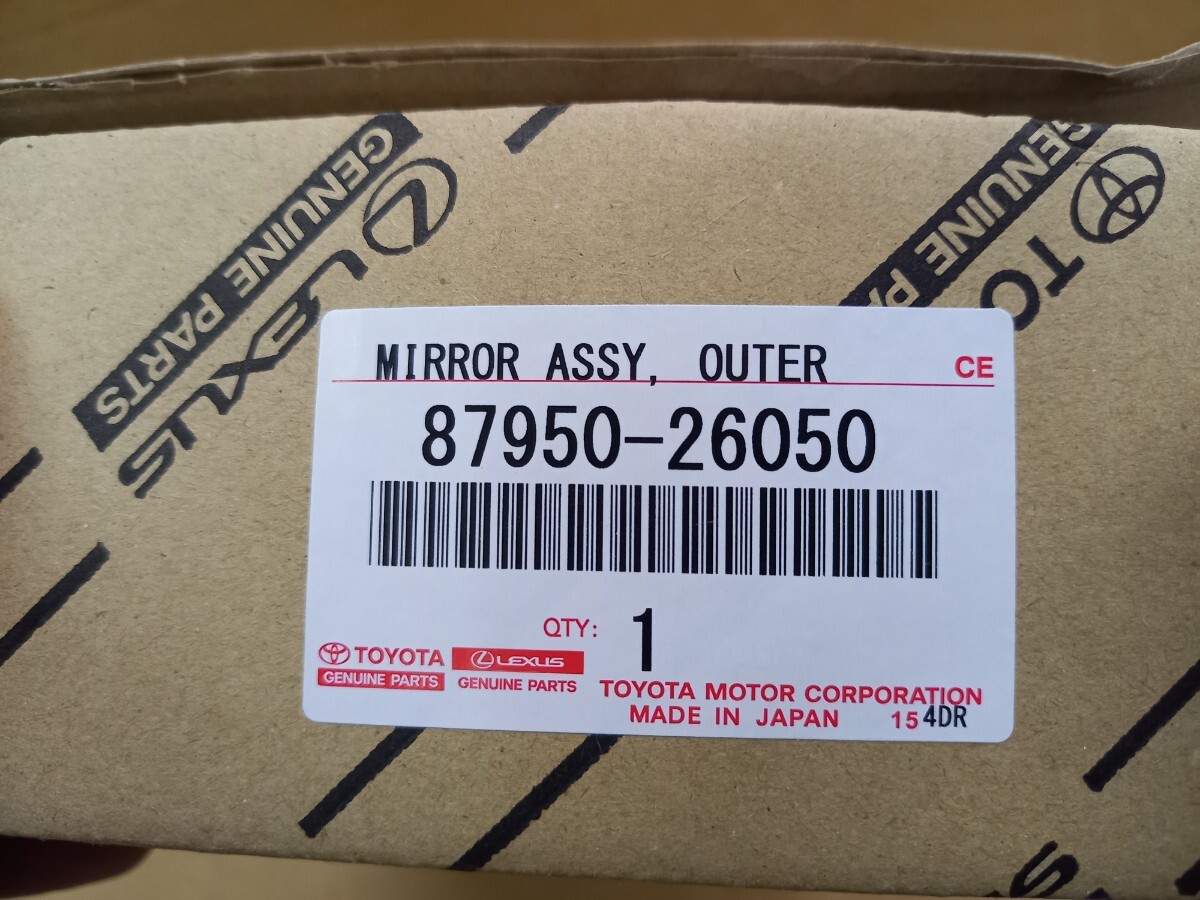 LEXUS
GENUINE PARTS
TO
GENUINE P
MIRROR ASSY, OUTER CE
87950-26050
QTY: 1
TOYOTA LEXUS
GENUINE PARTS GENUINE PARTS
TOYOTA MOTOR CORPORATION
MADE IN JAPAN 15 4DR
S